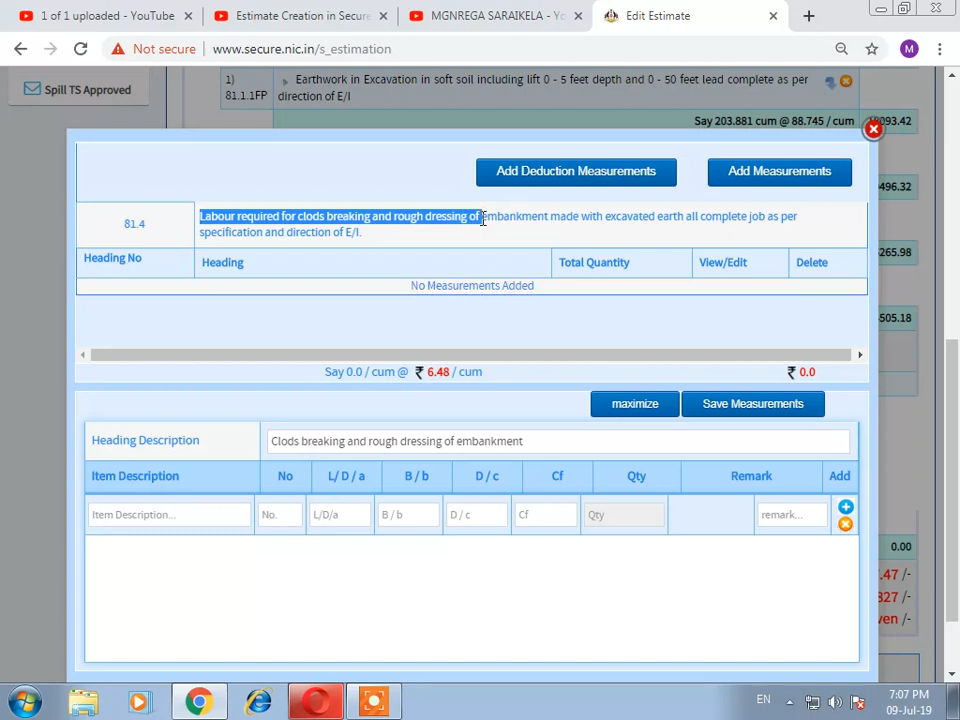 1 of 1 uploaded - YouTube
Estimate Creation in Secure
MGNREGA SARAIKELA - Yo
Edit Estimate
Not secure
www.secure.nic.in/s_estimation
M
Spill TS Approved
1)
81.1.1FP
Earthwork in Excavation in soft soil including lift 0 - 5 feet depth and 0 - 50 feet lead complete as per
direction of E/I
Say 203.881 cum @ 88.745 / cum
093.42
496.32
Add Deduction Measurements
Add Measurements
81.4
Labour required for clods breaking and rough dressing of embankment made with excavated earth all complete job as per
specification and direction of E/I.
265.98
Heading No
Heading
Total Quantity
View/Edit
Delete
No Measurements Added
505.18
Say 0.0 / cum @ ₹ 6.48 / cum
₹ 0.0
maximize
Save Measurements
Heading Description
Clods breaking and rough dressing of embankment
Item Description
No
L/ D / a
B / b
D / c
Cf
Qty
Remark
Add
Item Description...
No.
L/D/a
B / b
D / c
Cf
Qty
remark...
0.00
.47 /-
827 /-
ven /-
EN
7:07 PM
09-Jul-19